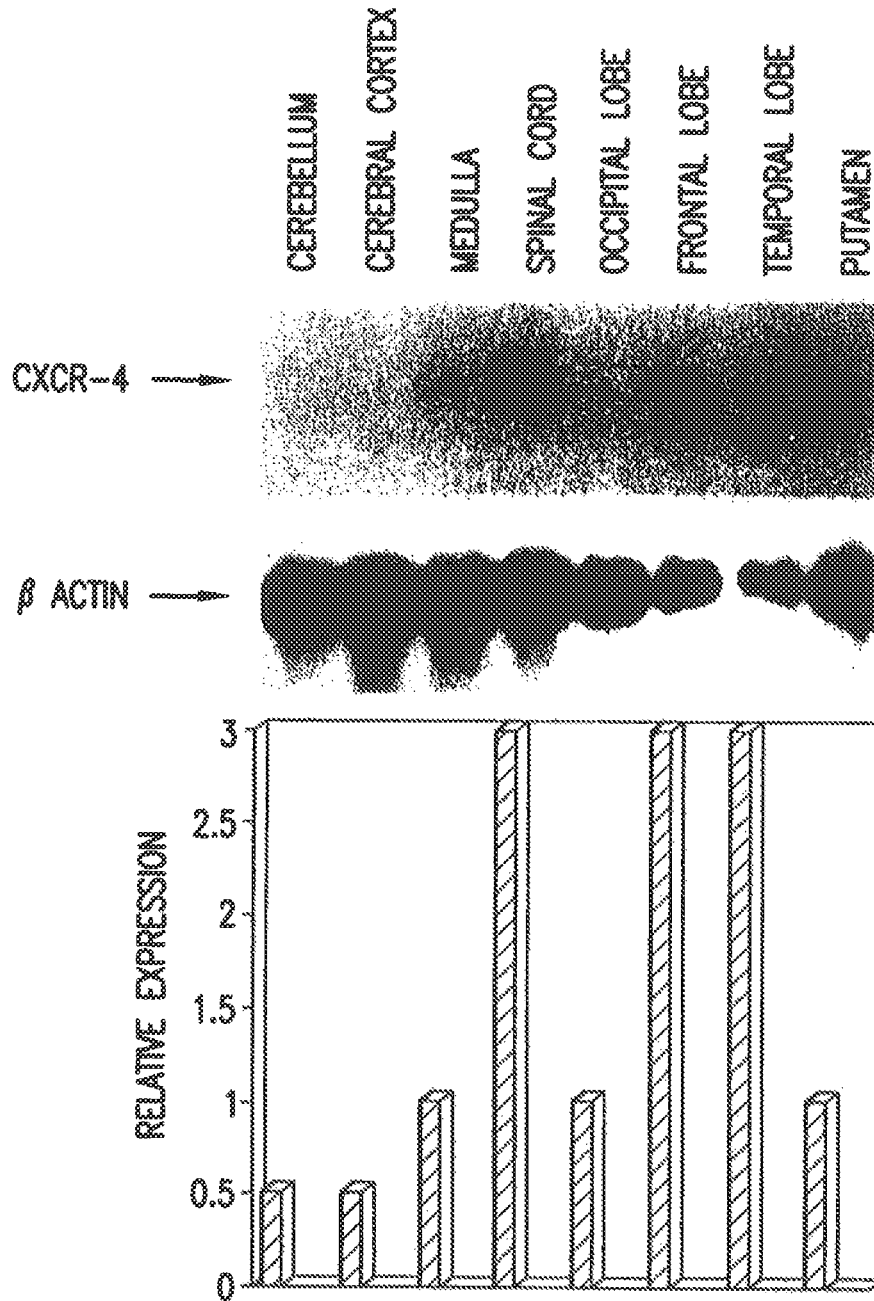 CEREBELLUM
CEREBRAL CORTEX
MEDULLA
SPINAL CORD
OCCIPITAL LOBE
FRONTAL LOBE
TEMPORAL LOBE
PUTAMEN
CXCR-4
β ACTIN
RELATIVE EXPRESSION
3
2.5
2
1.5
1
0.5
0